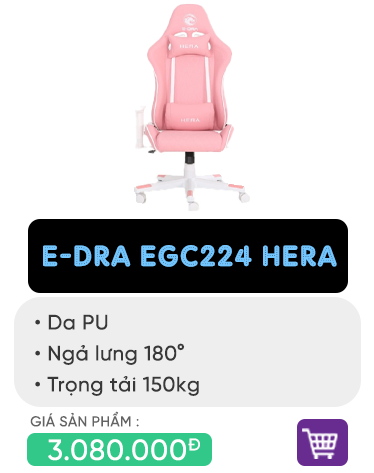 HERA
HERA
E-DRA EGC224 HERA
• Da PU
• Ngả lưng 180°
• Trọng tải 150kg
GIÁ SẢN PHẨM :
3.080.000Đ